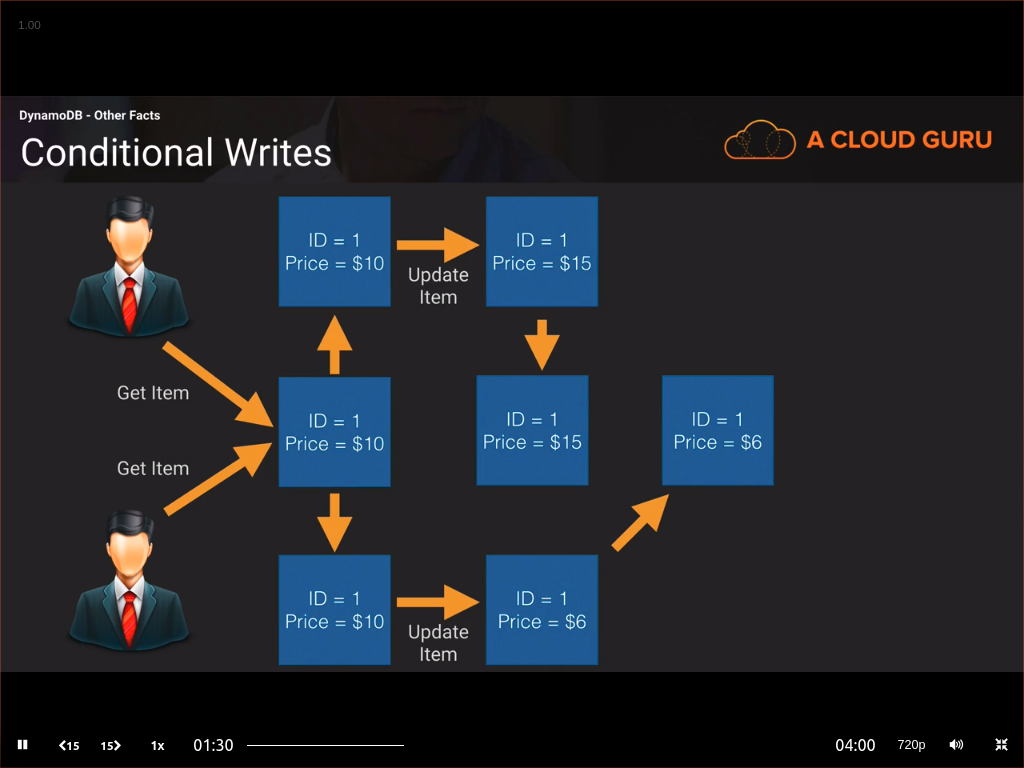 1.00
DynamoDB - Other Facts
Conditional Writes
A CLOUD GURU
ID = 1
Price = $10
Update
Item
ID = 1
Price = $15
Get Item
Get Item
ID = 1
Price = $10
ID = 1
Price = $15
ID = 1
Price = $6
ID = 1
Price = $10
Update
Item
ID = 1
Price = $6
15
15
1x
01:30
04:00
720p